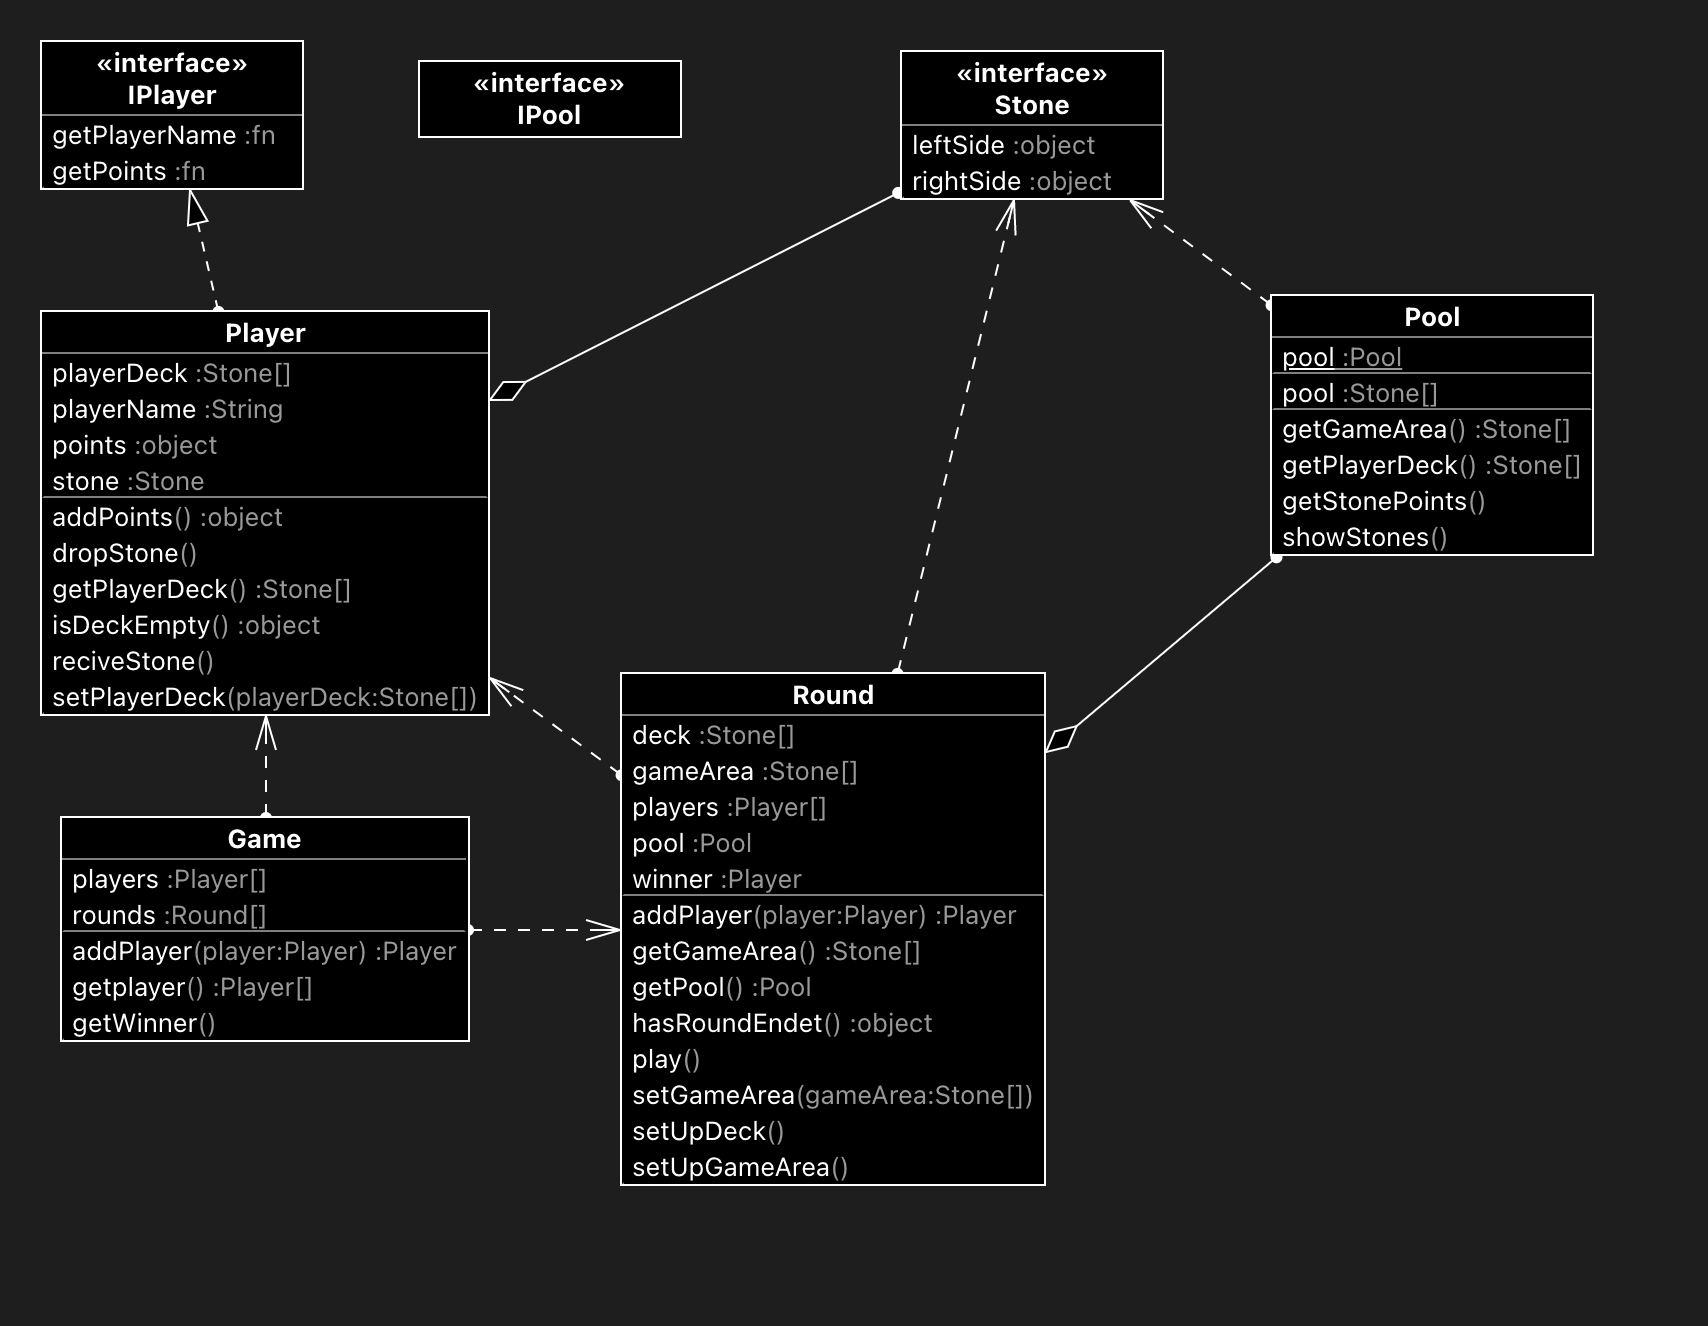 «interface»
IPlayer
getPlayerName :fn
getPoints :fn
«interface»
IPool
«interface»
Stone
leftSide :object
rightSide :object
Player
playerDeck :Stone[]
playerName :String
points :object
stone :Stone
addPoints() :object
dropStone()
getPlayerDeck() :Stone[]
isDeckEmpty() :object
reciveStone()
setPlayerDeck(playerDeck:Stone[])
Pool
pool :Pool
pool :Stone[]
getGameArea() :Stone[]
getPlayerDeck() :Stone[]
getStonePoints()
showStones()
Game
players :Player[]
rounds :Round[]
addPlayer(player:Player) :Player
getplayer() :Player[]
getWinner()
Round
deck :Stone[]
gameArea :Stone[]
players :Player[]
pool :Pool
winner :Player
addPlayer(player:Player) :Player
getGameArea() :Stone[]
getPool() :Pool
hasRoundEndet() :object
play()
setGameArea(gameArea:Stone[])
setUpDeck()
setUpGameArea()